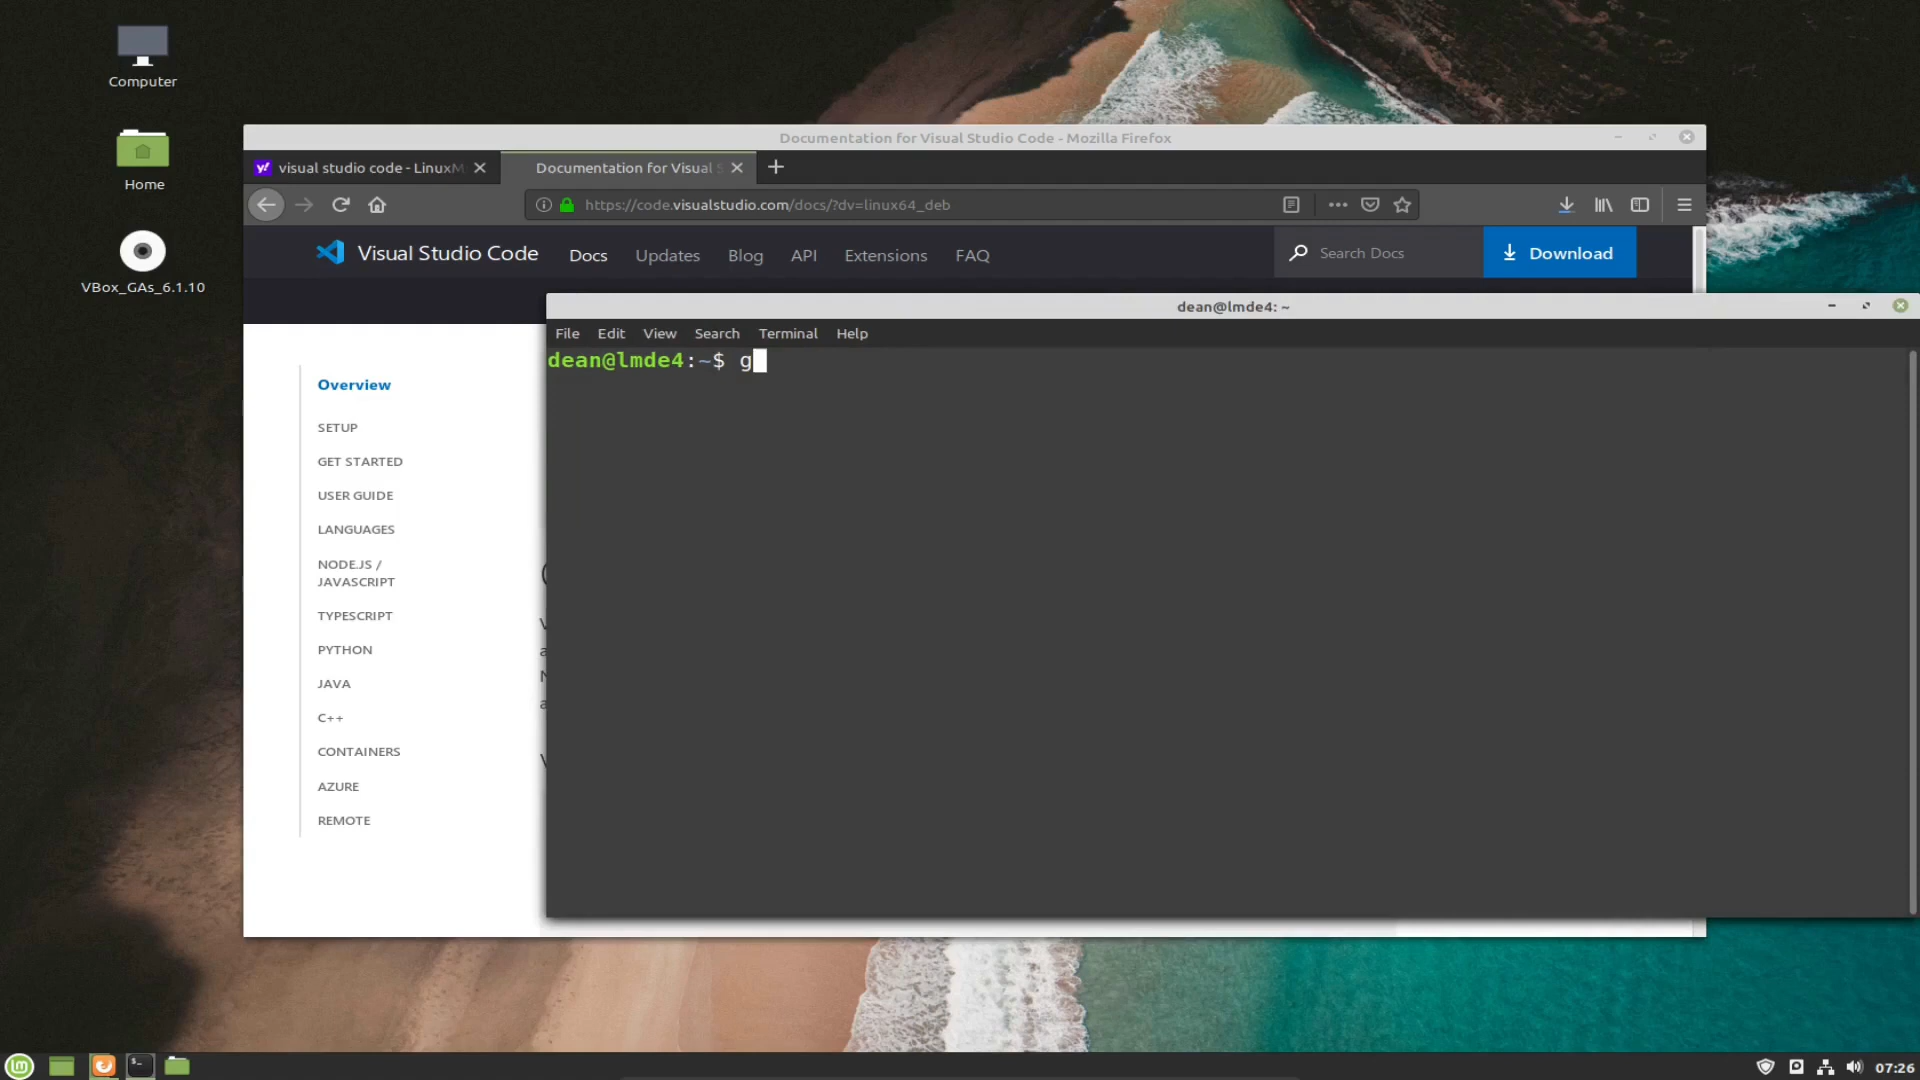 Computer
Home
VBox_GAs_6.1.10
Documentation for Visual Studio Code - Mozilla Firefox
visual studio code - LinuxM
Documentation for Visual S
https://code.visualstudio.com/docs/?dv=linux64_deb
Visual Studio Code Docs Updates Blog API Extensions FAQ Search Docs Download
dean@lmde4: ~
File Edit View Search Terminal Help
dean@lmde4:~$ g
Overview
SETUP
GET STARTED
USER GUIDE
LANGUAGES
NODE.JS /
JAVASCRIPT
TYPESCRIPT
PYTHON
JAVA
C++
CONTAINERS
AZURE
REMOTE
07:26